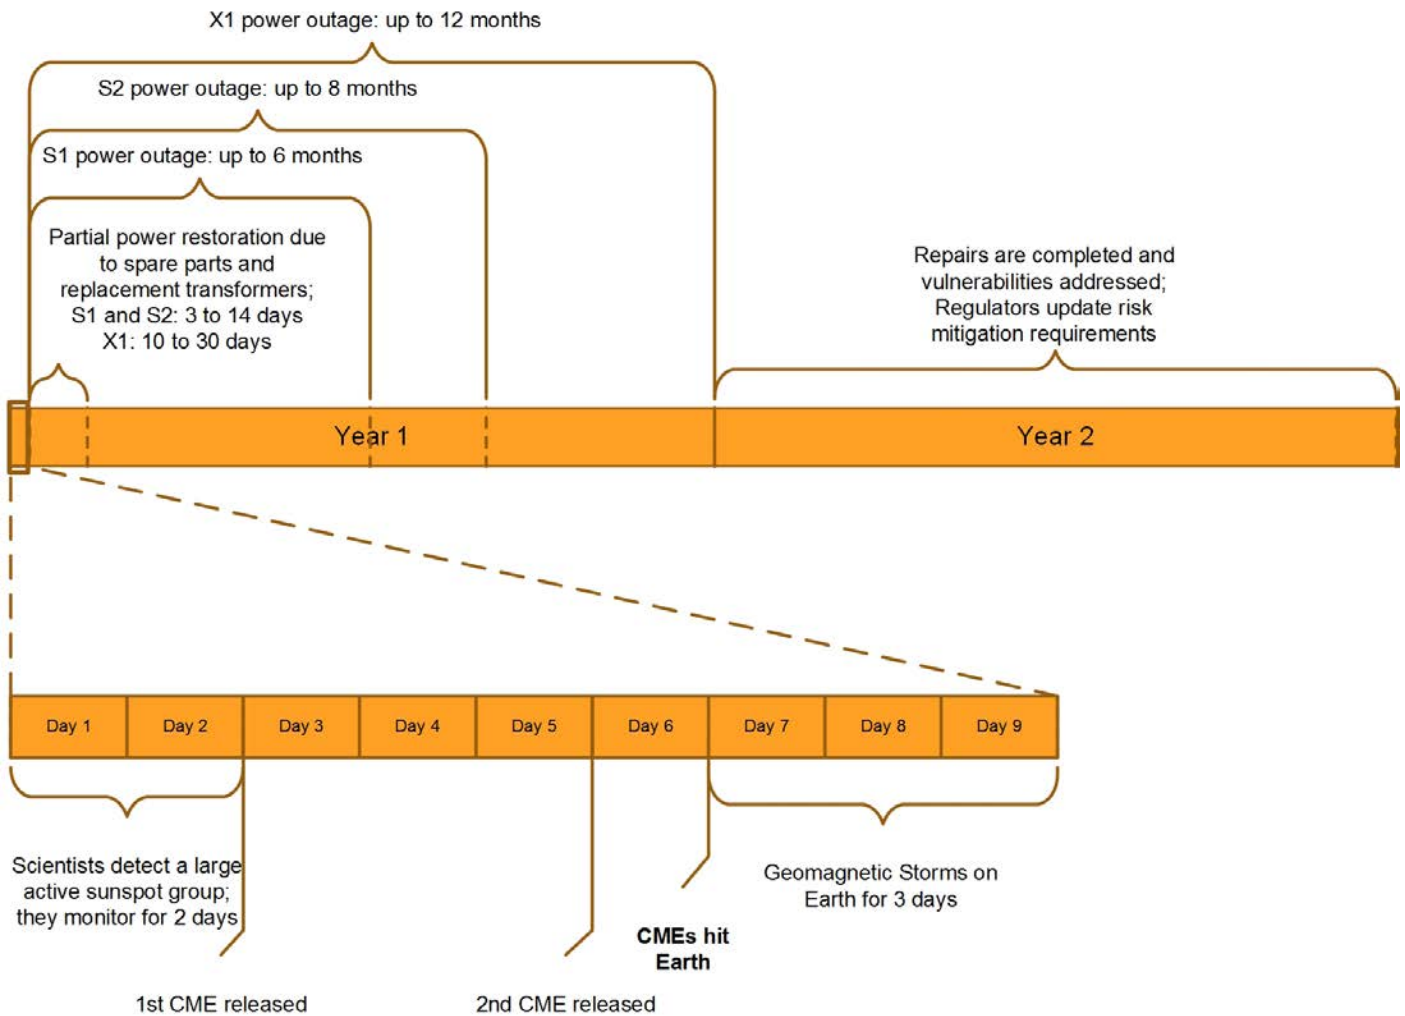 X1 power outage: up to 12 months
S2 power outage: up to 8 months
S1 power outage: up to 6 months
Partial power restoration due
to spare parts and
replacement transformers;
S1 and S2: 3 to 14 days
X1: 10 to 30 days
Repairs are completed and
vulnerabilities addressed;
Regulators update risk
mitigation requirements
Year 1
Year 2
Day 1
Day 2
Day 3
Day 4
Day 5
Day 6
Day 7
Day 8
Day 9
Scientists detect a large
active sunspot group;
they monitor for 2 days
Geomagnetic Storms on
Earth for 3 days
CMEs hit
Earth
1st CME released
2nd CME released